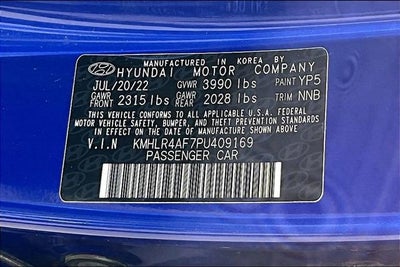 MANUFACTURED IN KOREA BY
HYUNDAI MOTOR COMPANY
JUL/20/22 GVWR 3990 lbs PAINT YP5
GAWR FRONT 2315 lbs GAWR REAR 2028 lbs TRIM NNB
THIS VEHICLE CONFORMS TO ALL APPLICABLE U.S.A FEDERAL
MOTOR VEHICLE SAFETY, BUMPER, AND THEFT PREVENTION
STANDARDS IN EFFECT ON THE DATE OF MANUFACTURE SHOWN ABOVE.
V.I.N KMHLR4AF7PU409169
PASSENGER CAR